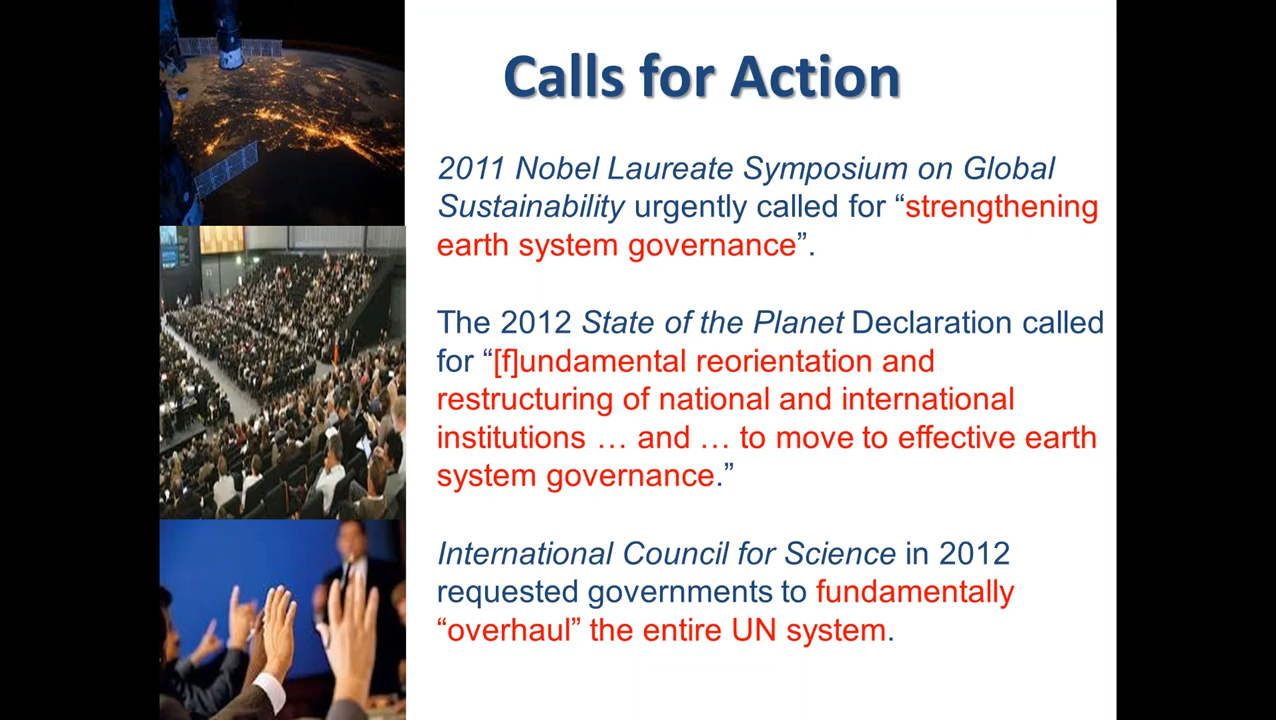 Calls for Action
2011 Nobel Laureate Symposium on Global
Sustainability urgently called for “strengthening
earth system governance”.
The 2012 State of the Planet Declaration called
for “[f]undamental reorientation and
restructuring of national and international
institutions … and … to move to effective earth
system governance.”
International Council for Science in 2012
requested governments to fundamentally
“overhaul” the entire UN system.